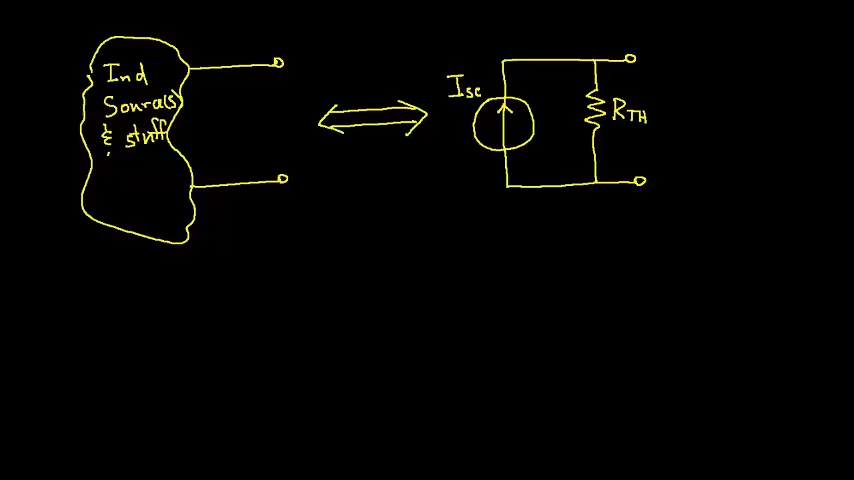 Ind
Source(s)
& stuff
Isc
RTH